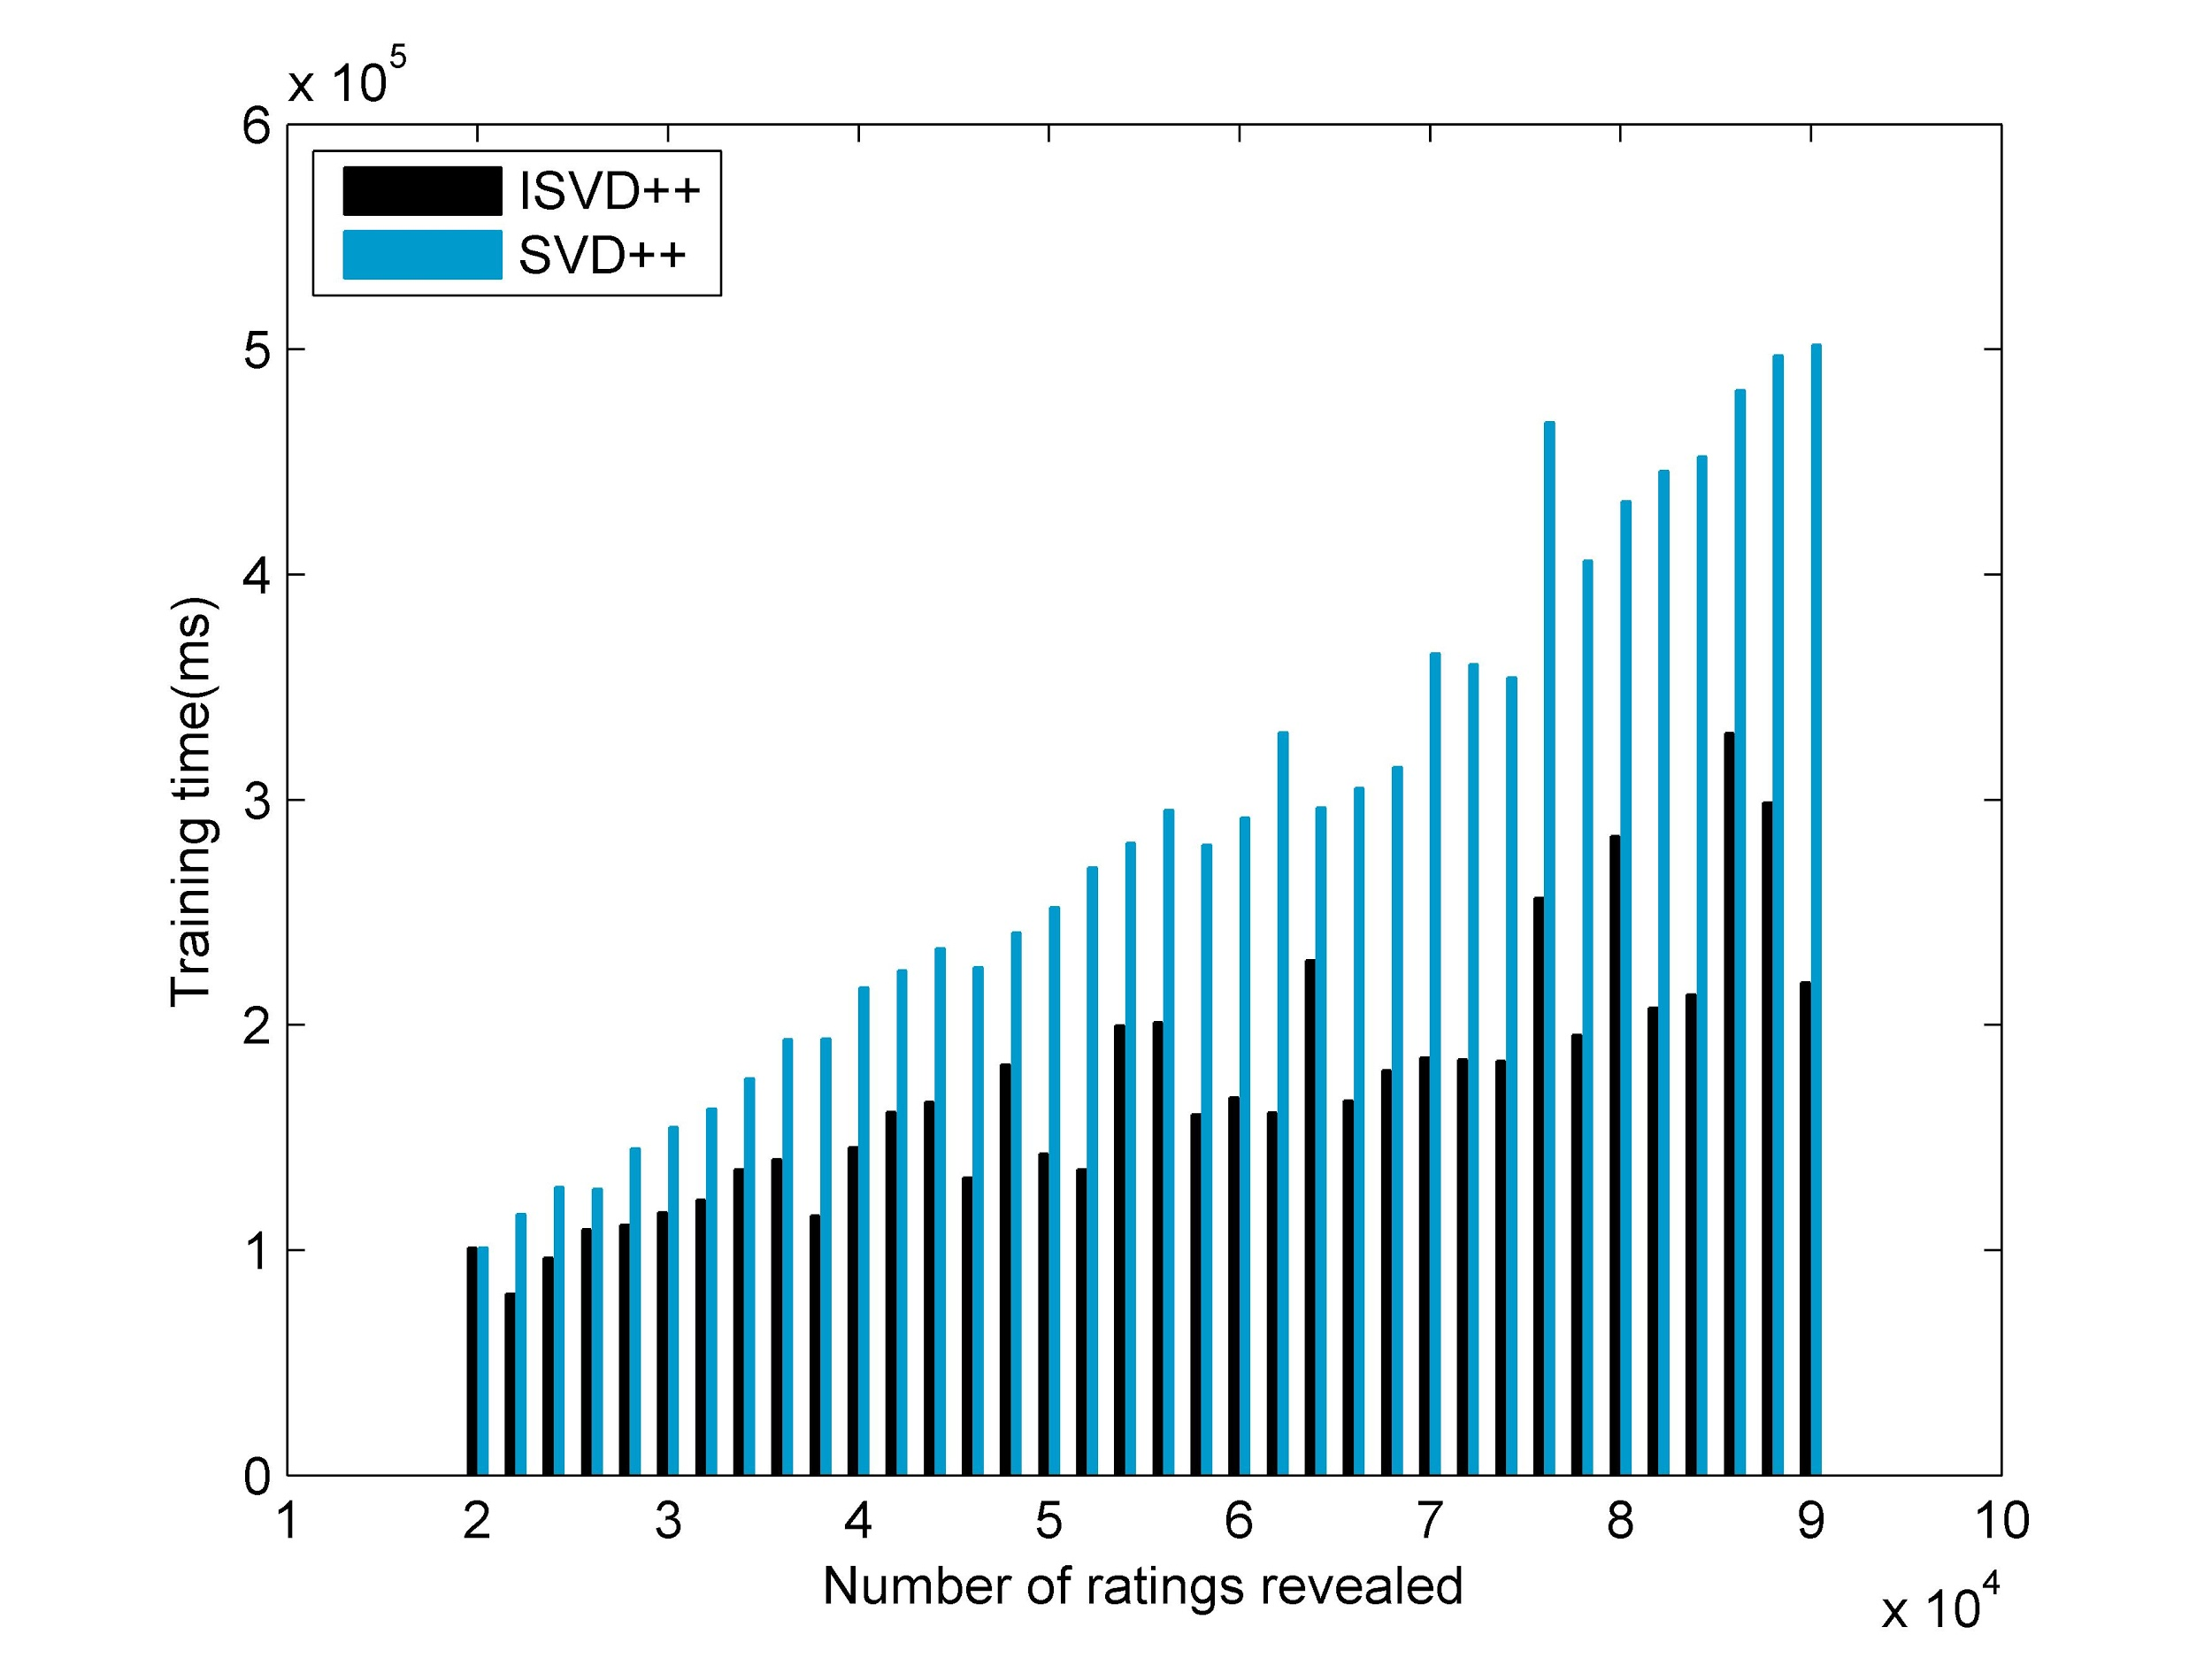 x 10^5
6
5
4
3
2
1
0
ISVD++
SVD++
Training time(ms)
1 2 3 4 5 6 7 8 9 10
Number of ratings revealed
x 10^4